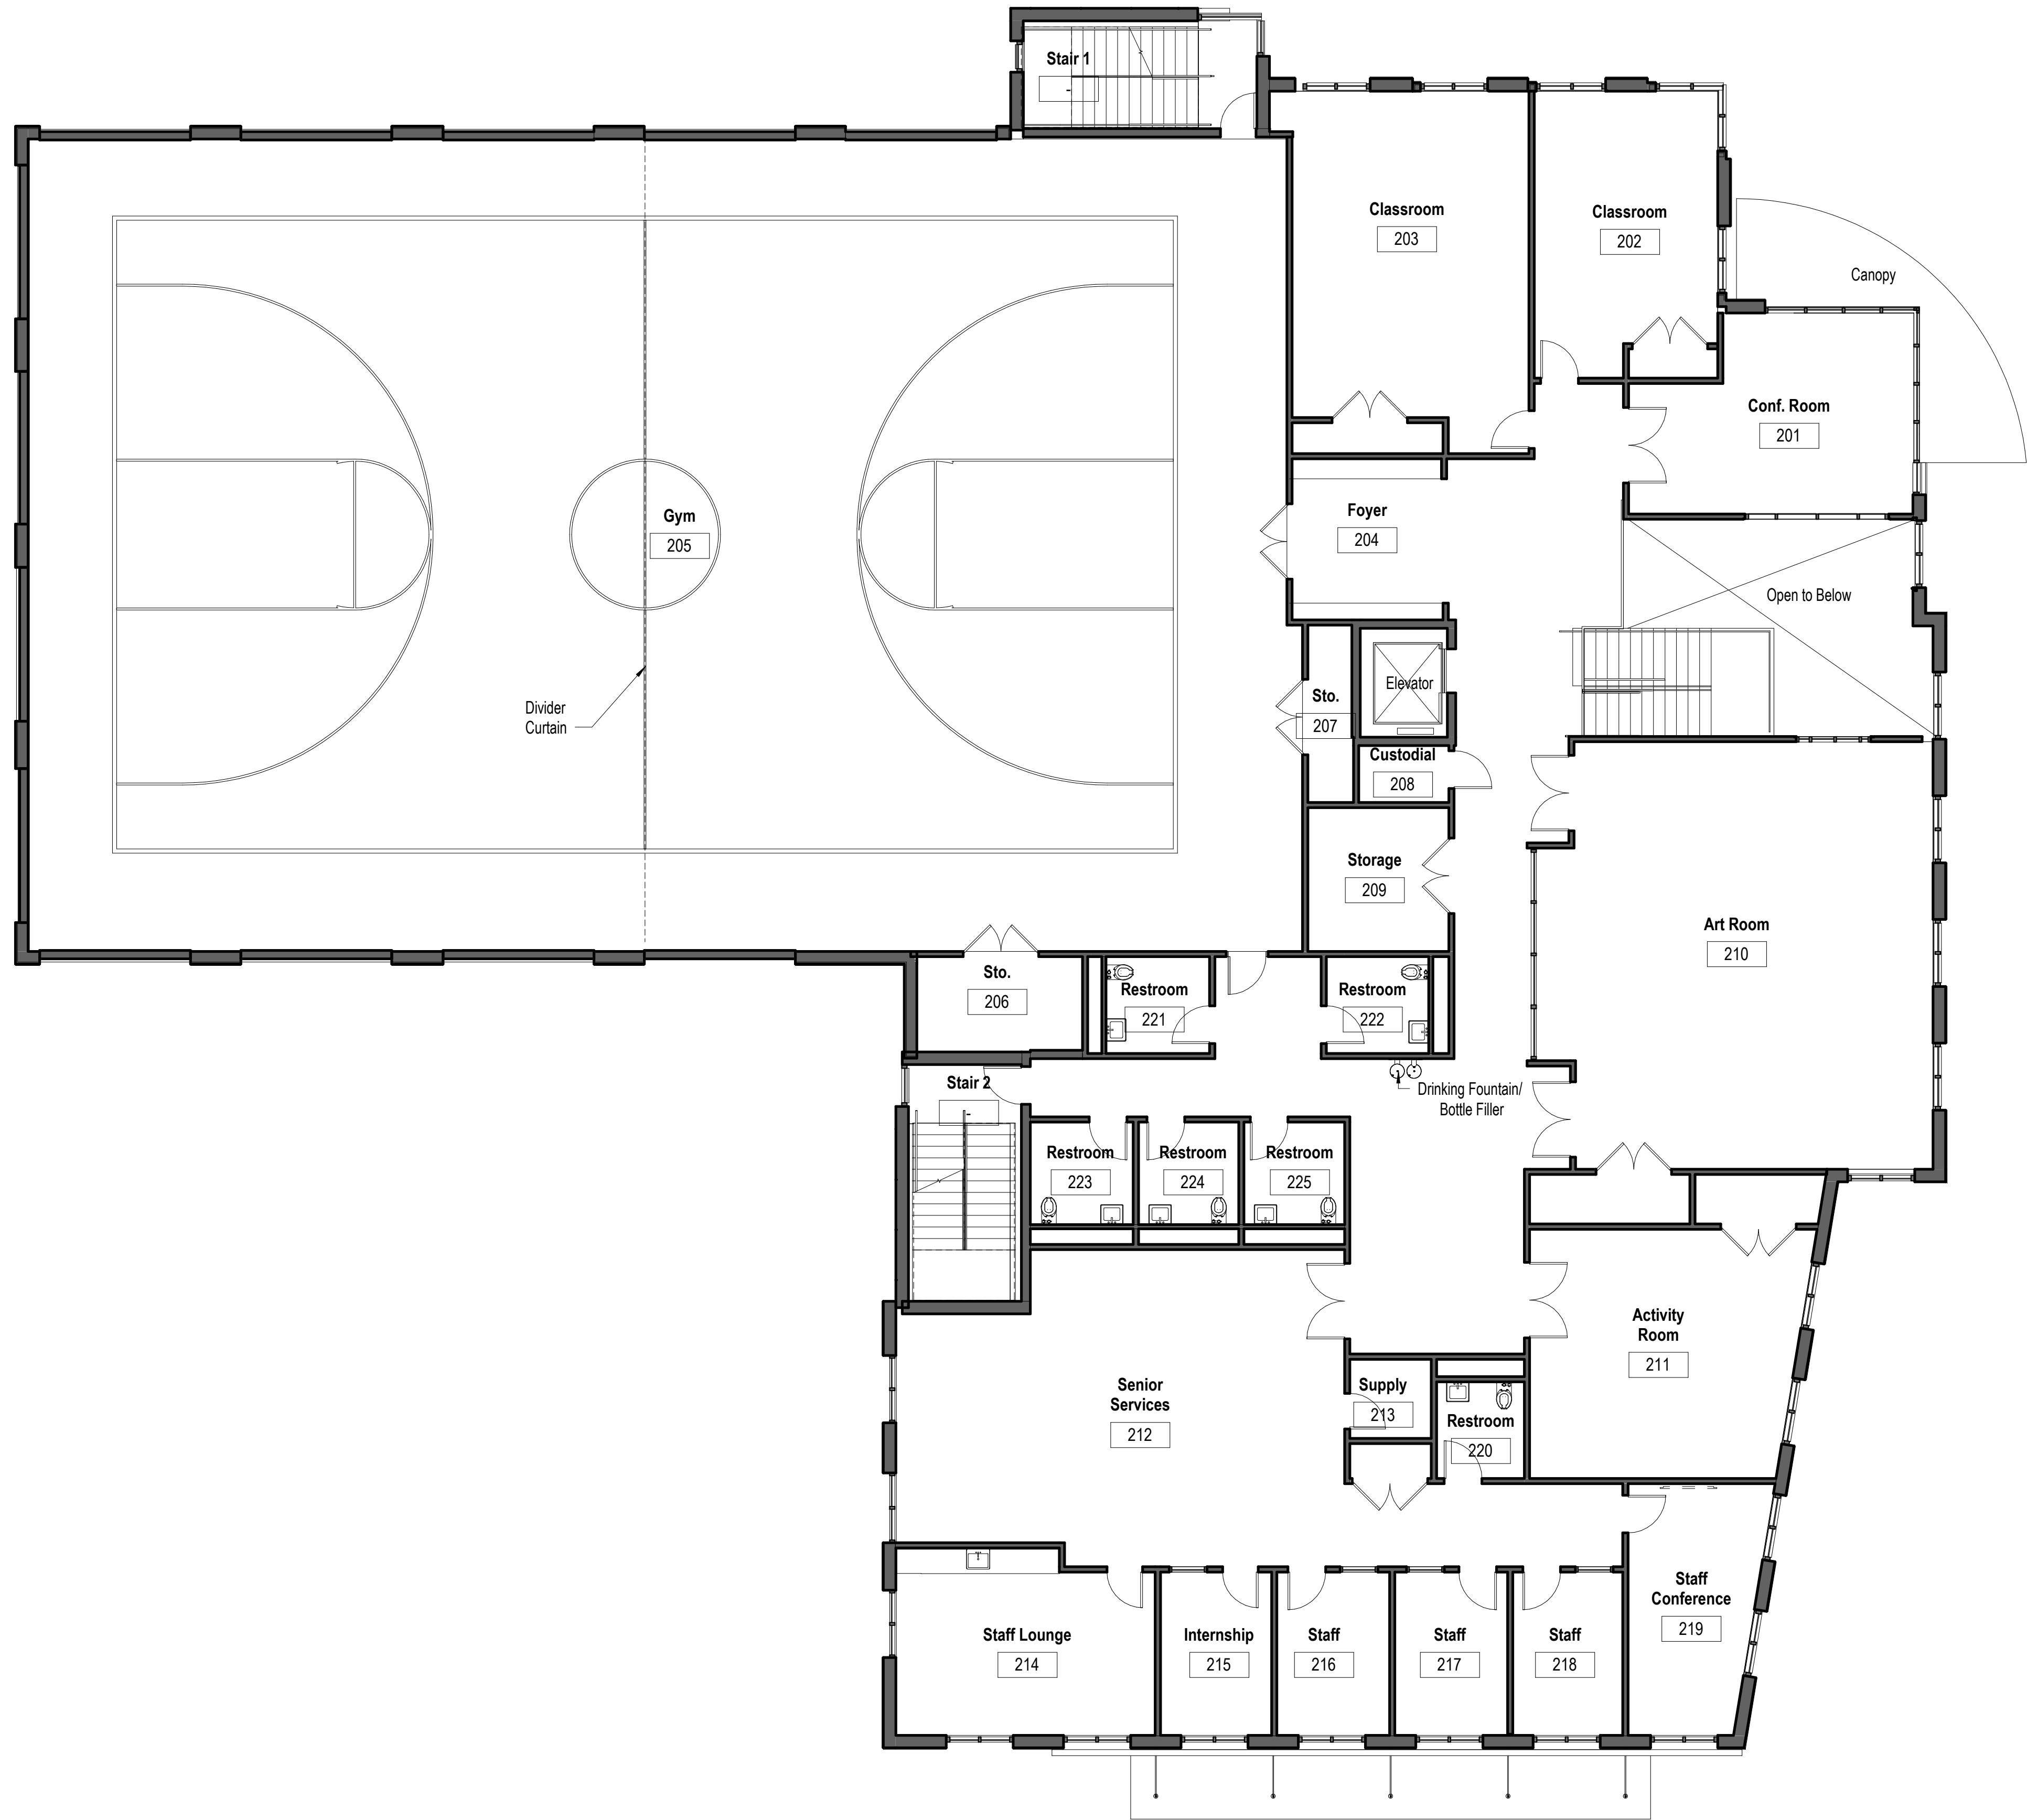 Stair 1
-
Classroom
203
Classroom
202
Canopy
Conf. Room
201
Gym
205
Foyer
204
Open to Below
Divider
Curtain
Sto.
207
Elevator
Custodial
208
Storage
209
Art Room
210
Sto.
206
Restroom
221
Restroom
222
Stair 2
-
Drinking Fountain/
Bottle Filler
Restroom
223
Restroom
224
Restroom
225
Activity
Room
211
Senior
Services
212
Supply
213
Restroom
220
Staff
Conference
219
Staff Lounge
214
Internship
215
Staff
216
Staff
217
Staff
218